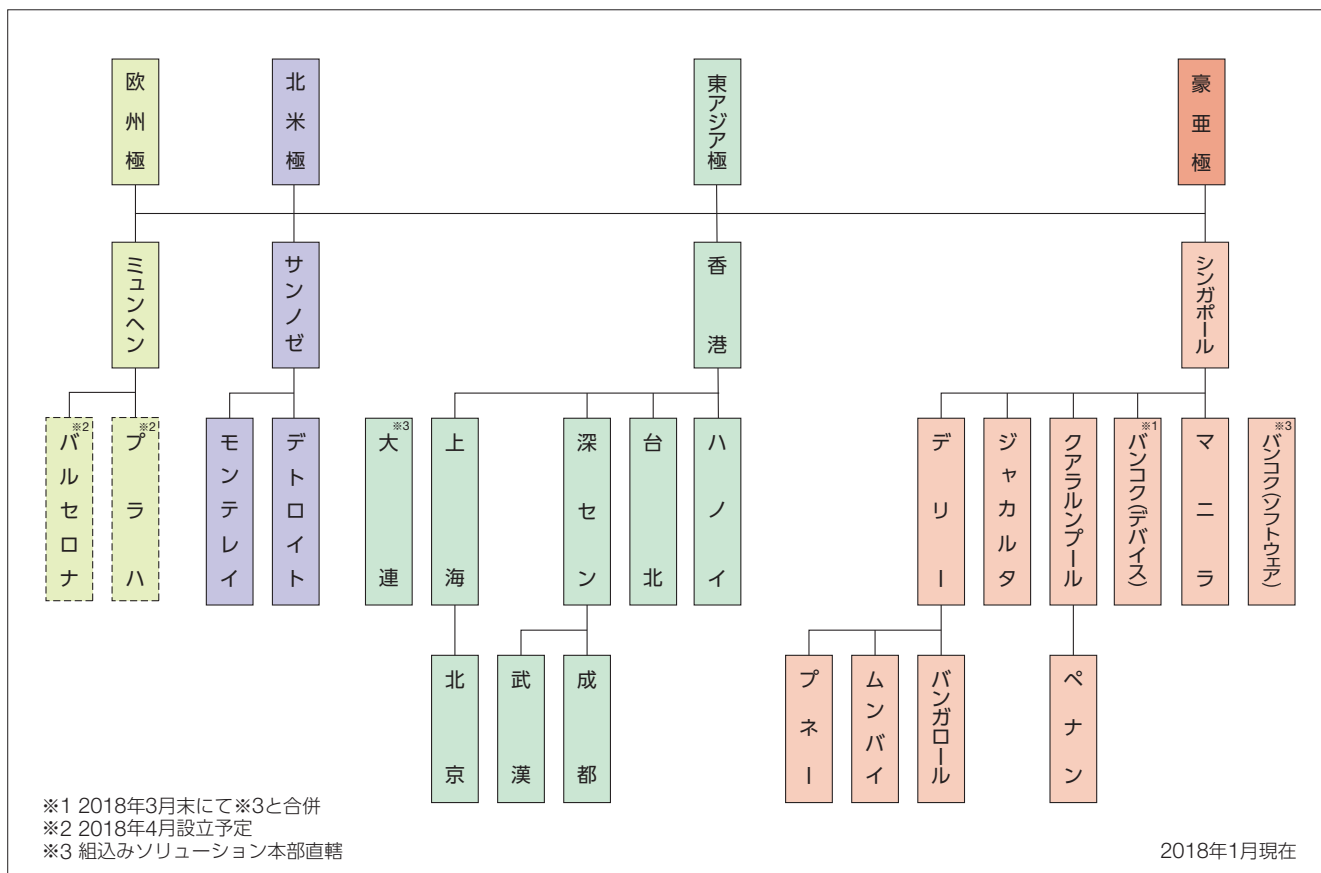 欧州極
北米極
東アジア極
豪亜極
ミュンヘン
サンノゼ
香港
シンガポール
バルセロナ※2
プラハ※2
モンテレイ
デトロイト
大連※3
上海
深セン
台北
ハノイ
デリー
ジャカルタ
クアラルンプール
バンコク(デバイス)※1
マニラ
バンコク(ソフトウェア)※3
北京
武漢
成都
プネー
ムンバイ
バンガロール
ペナン
※1 2018年3月末にて※3と合併
※2 2018年4月設立予定
※3 組込みソリューション本部直轄
2018年1月現在